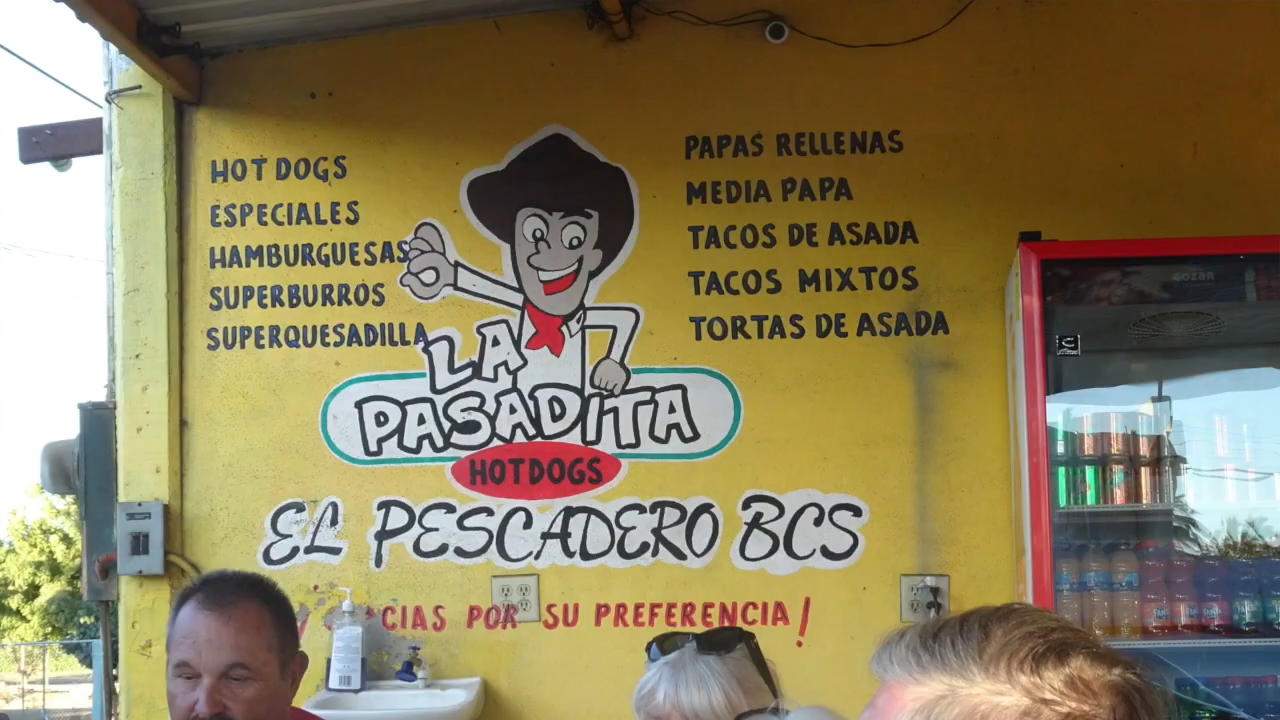 HOT DOGS
ESPECIALES
HAMBURGUESAS
SUPERBURROS
SUPERQUESADILLA
PAPAS RELLENAS
MEDIA PAPA
TACOS DE ASADA
TACOS MIXTOS
TORTAS DE ASADA
LA
PASADITA
HOTDOGS
EL PESCADERO BCS
CIAS POR SU PREFERENCIA!